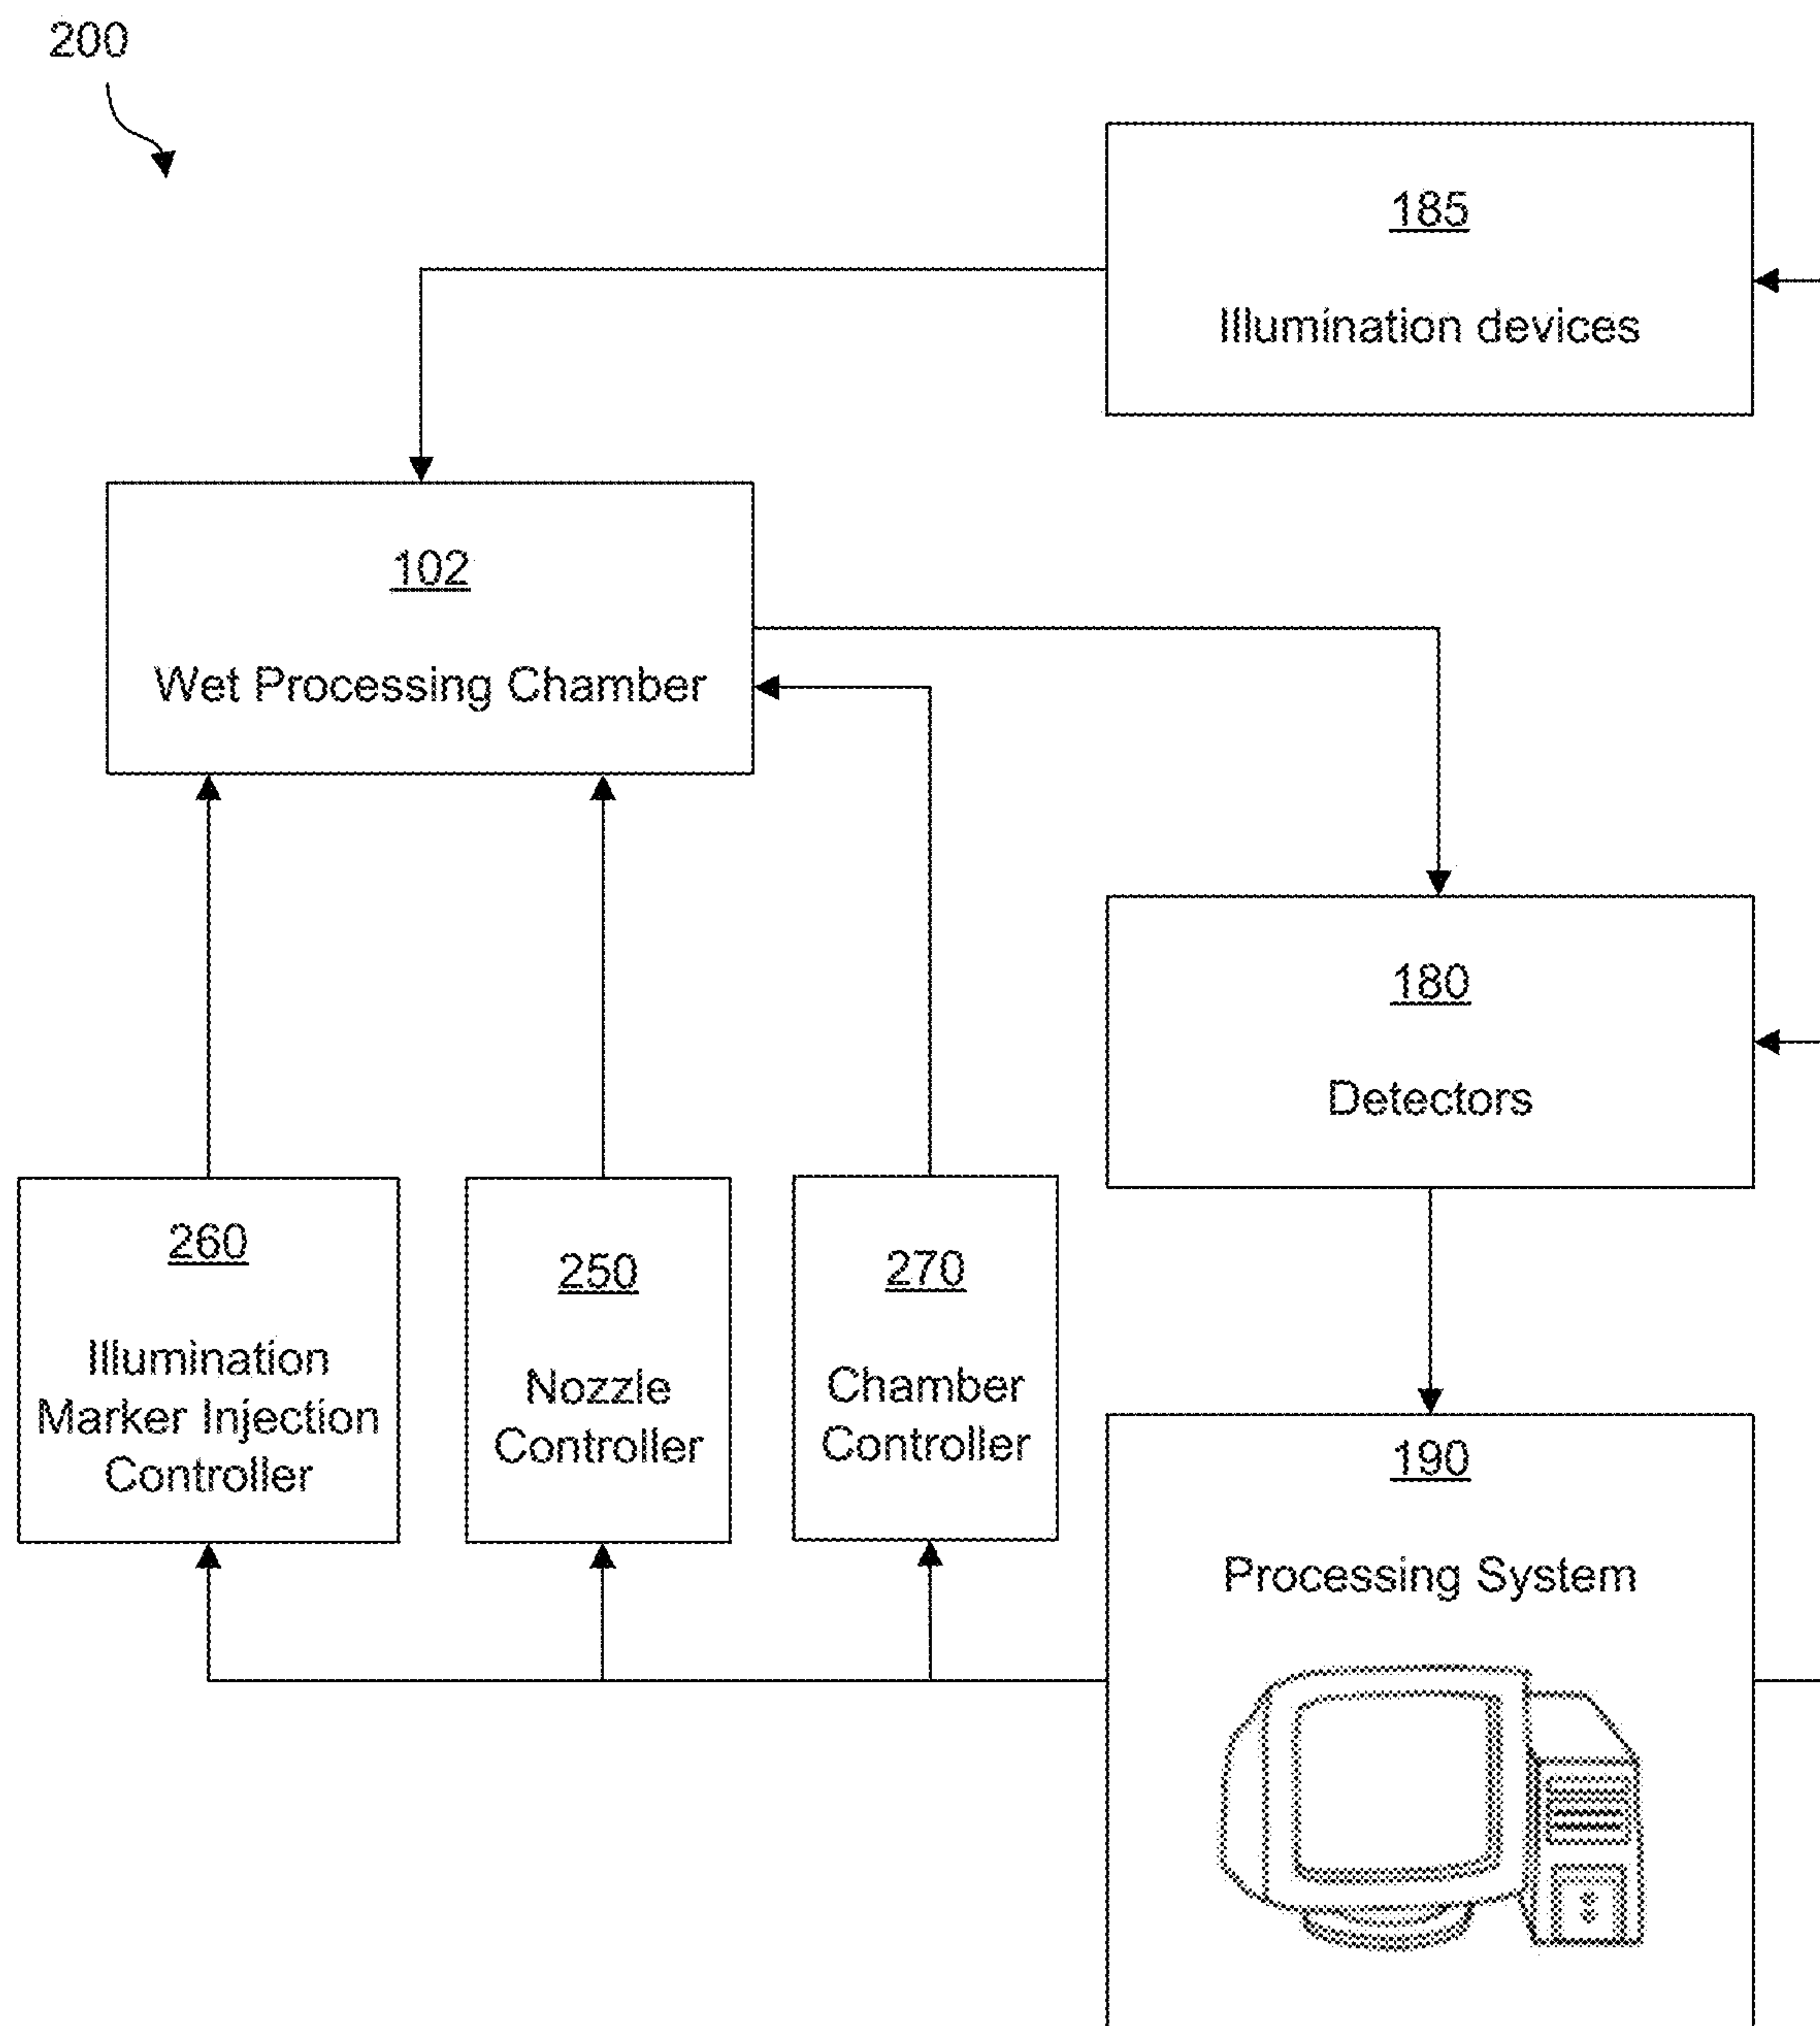 200
185
Illumination devices
102
Wet Processing Chamber
180
Detectors
260
Illumination
Marker Injection
Controller
250
Nozzle
Controller
270
Chamber
Controller
190
Processing System